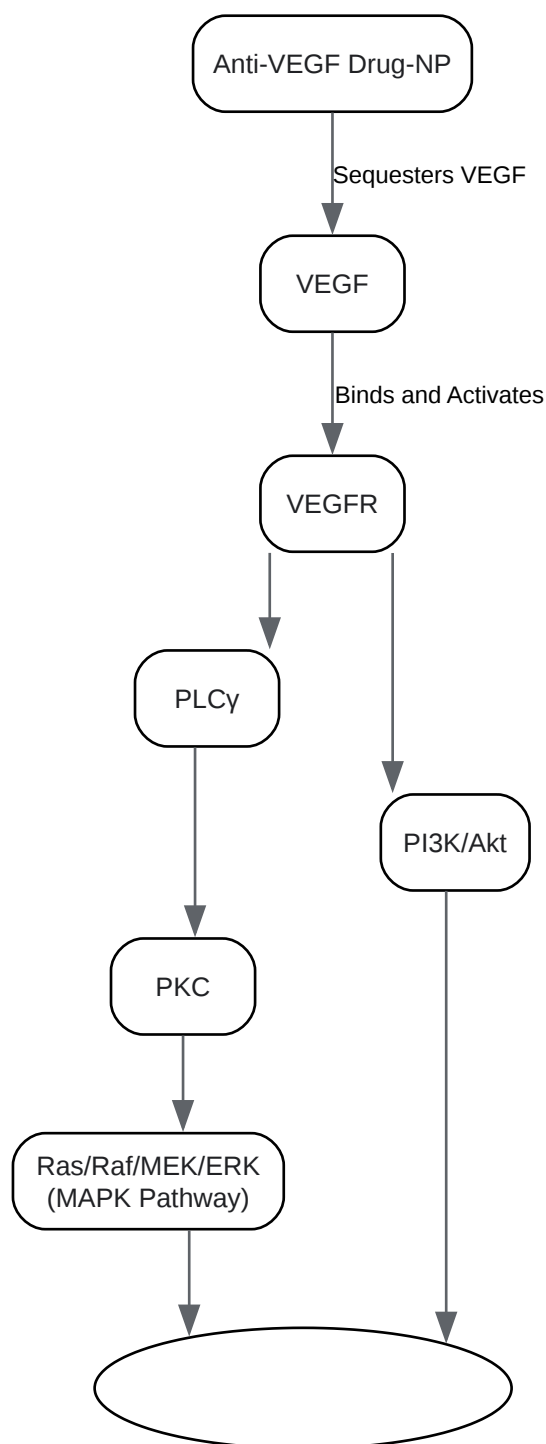 Anti-VEGF Drug-NP
Sequesters VEGF
VEGF
Binds and Activates
VEGFR
PLCγ
PI3K/Akt
PKC
Ras/Raf/MEK/ERK
(MAPK Pathway)